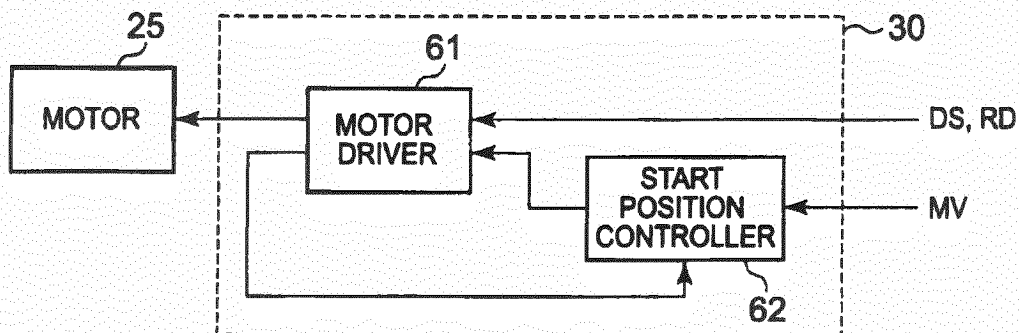 25
61
30
MOTOR
MOTOR
DRIVER
DS, RD
START
POSITION
CONTROLLER
MV
62